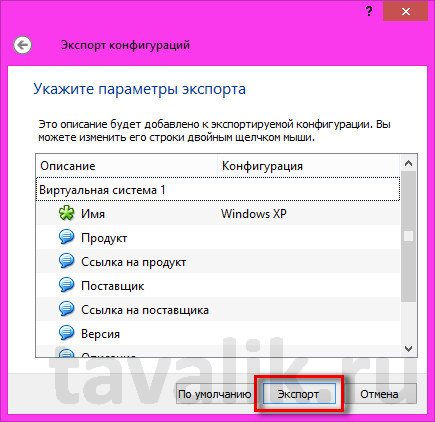 ?
Экспорт конфигураций
Укажите параметры экспорта
Это описание будет добавлено к экспортируемой конфигурации. Вы
можете изменить его строки двойным щелчком мыши.
Описание Конфигурация
Виртуальная система 1
Имя Windows XP
Продукт
Ссылка на продукт
Поставщик
Ссылка на поставщика
Версия
Описание
tavalik.ru
По умолчанию Экспорт Отмена